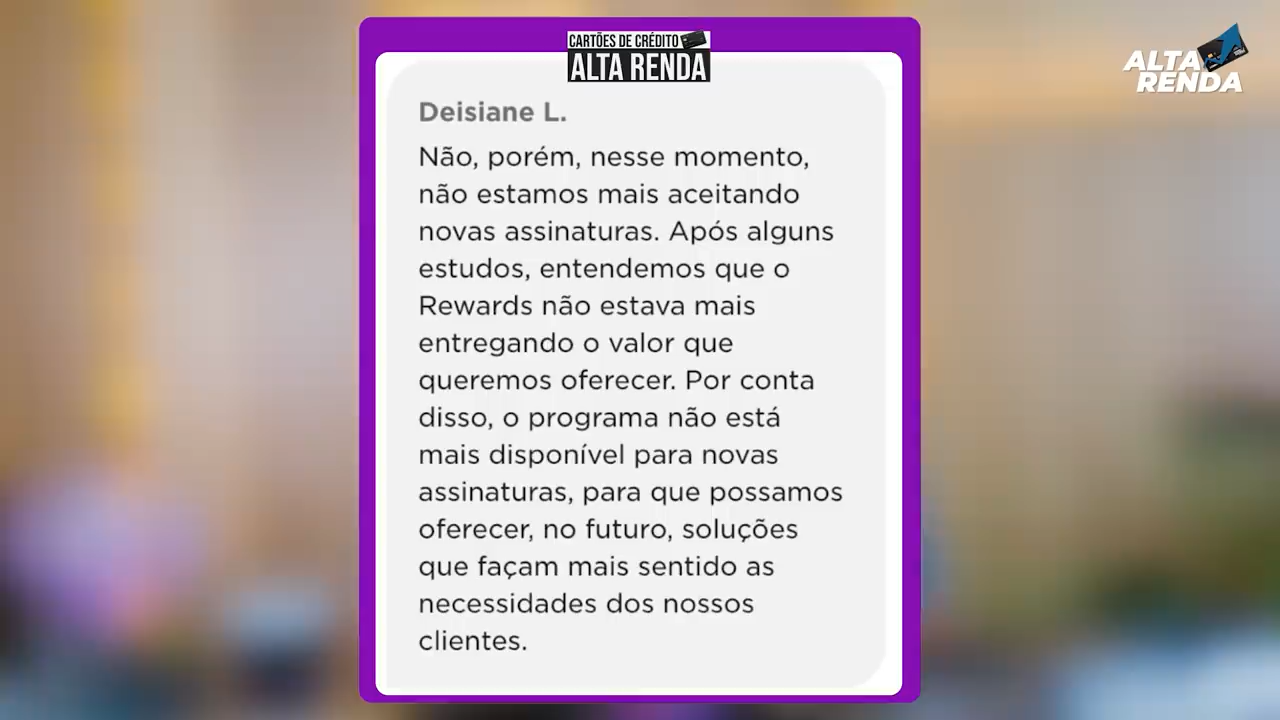 CARTÕES DE CRÉDITO
ALTA RENDA
ALTA
RENDA
Deisiane L.
Não, porém, nesse momento,
não estamos mais aceitando
novas assinaturas. Após alguns
estudos, entendemos que o
Rewards não estava mais
entregando o valor que
queremos oferecer. Por conta
disso, o programa não está
mais disponível para novas
assinaturas, para que possamos
oferecer, no futuro, soluções
que façam mais sentido as
necessidades dos nossos
clientes.